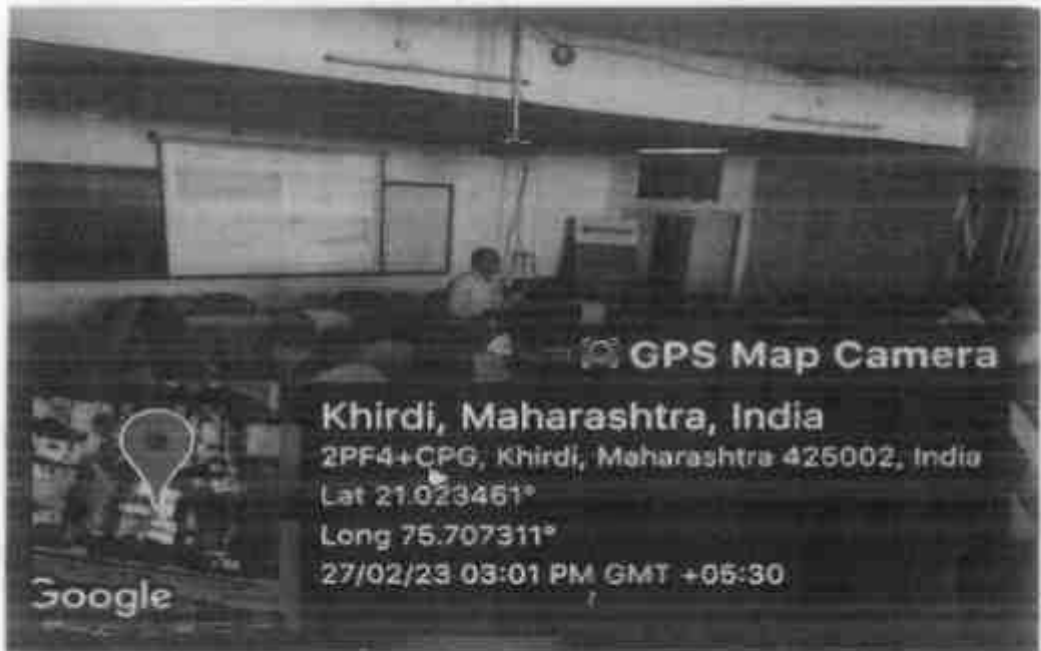 GPS Map Camera
Khirdi, Maharashtra, India
2PF4+CPG, Khirdi, Maharashtra 425002, India
Lat 21.023461°
Long 75.707311°
27/02/23 03:01 PM GMT +05:30
Google